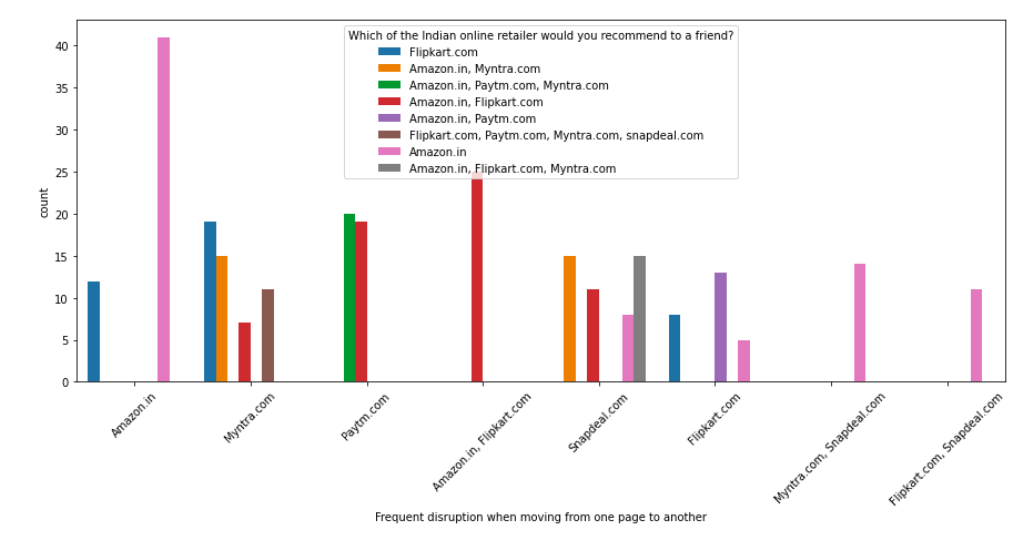 Which of the Indian online retailer would you recommend to a friend?
Flipkart.com
Amazon.in, Myntra.com
Amazon.in, Paytm.com, Myntra.com
Amazon.in, Flipkart.com
Amazon.in, Paytm.com
Flipkart.com, Paytm.com, Myntra.com, snapdeal.com
Amazon.in
Amazon.in, Flipkart.com, Myntra.com
40
35
30
25
20
15
10
5
0
count
Amazon.in
Myntra.com
Paytm.com
Amazon.in, Flipkart.com
Snapdeal.com
Flipkart.com
Myntra.com, Snapdeal.com
Flipkart.com, Snapdeal.com
Frequent disruption when moving from one page to another